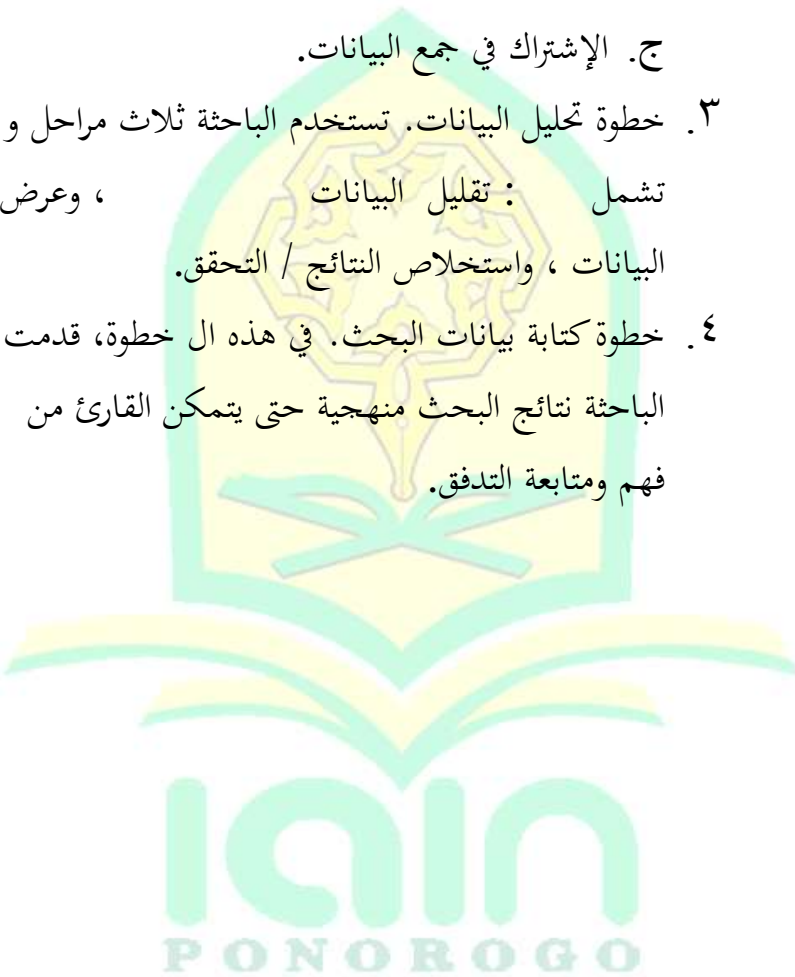 ج. الإشتراك في جمع البيانات.
٣. خطوة تحليل البيانات. تستخدم الباحثة ثلاث مراحل و
تشمل : تقليل البيانات ، وعرض
البيانات ، واستخلاص النتائج / التحقق.
٤. خطوة كتابة بيانات البحث. في هذه ال خطوة، قدمت
الباحثة نتائج البحث منهجية حتى يتمكن القارئ من
فهم ومتابعة التدفق.
iain
PONOROGO